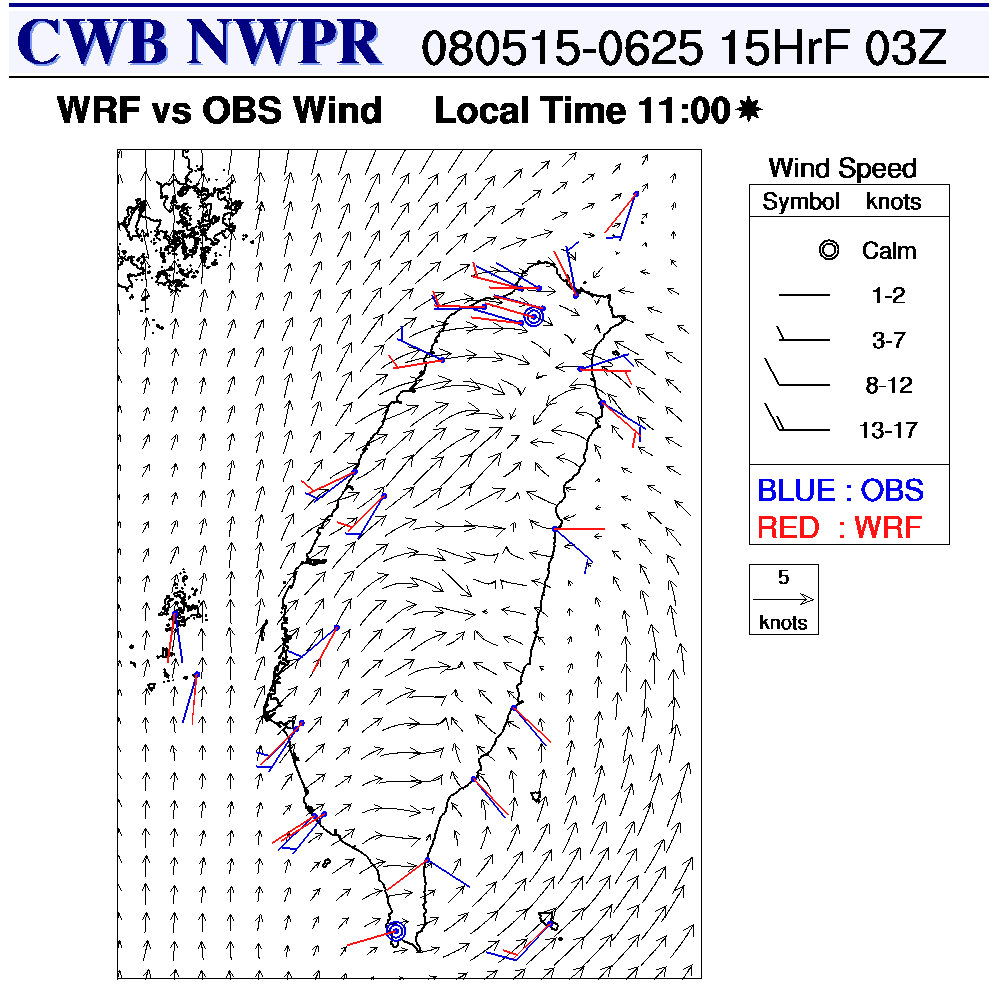 CWB NWPR 080515-0625 15HrF 03Z
WRF vs OBS Wind Local Time 11:00✷
Wind Speed
Symbol knots
Calm
1-2
3-7
8-12
13-17
BLUE : OBS
RED : WRF
5
knots